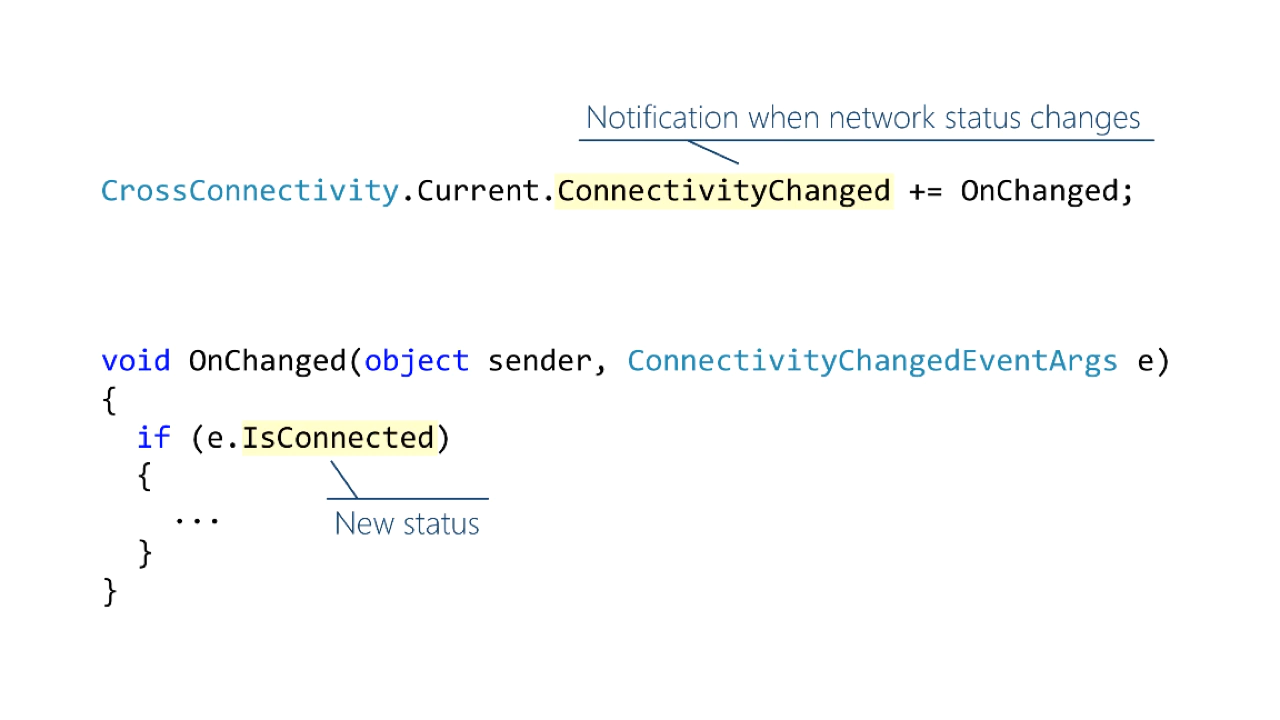 Notification when network status changes
CrossConnectivity.Current.ConnectivityChanged += OnChanged;
void OnChanged(object sender, ConnectivityChangedEventArgs e)
{
if (e.IsConnected)
{
...
New status
}
}